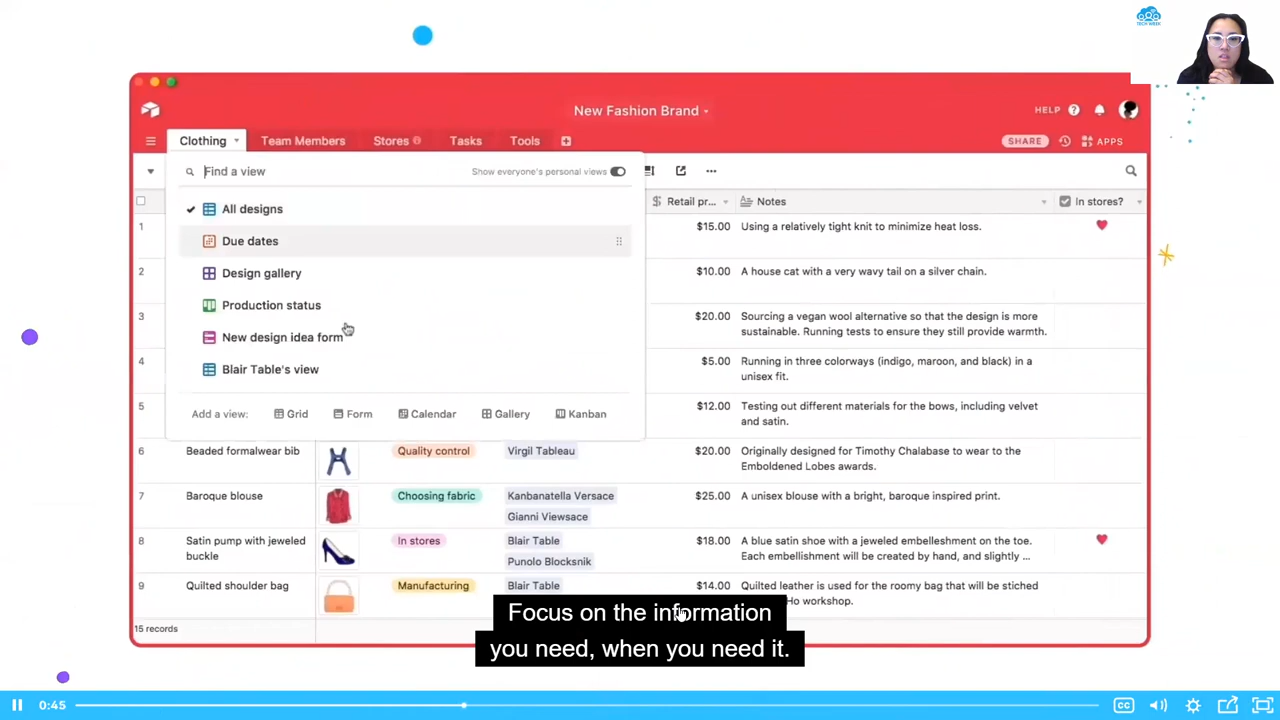 TECH WEEK
New Fashion Brand
HELP
Clothing
Team Members
Stores
Tasks
Tools
SHARE
APPS
Find a view
Show everyone's personal views
Retail pr...
Notes
In stores?
All designs
Due dates
Design gallery
Production status
New design idea form
Blair Table's view
Add a view:
Grid
Form
Calendar
Gallery
Kanban
1
$15.00
Using a relatively tight knit to minimize heat loss.
2
$10.00
A house cat with a very wavy tail on a silver chain.
3
$20.00
Sourcing a vegan wool alternative so that the design is more
sustainable. Running tests to ensure they still provide warmth.
4
$5.00
Running in three colorways (indigo, maroon, and black) in a
unisex fit.
5
$12.00
Testing out different materials for the bows, including velvet
and satin.
6
Beaded formalwear bib
Quality control
Virgil Tableau
$20.00
Originally designed for Timothy Chalabase to wear to the
Emboldened Lobes awards.
7
Baroque blouse
Choosing fabric
Kanbanatella Versace
Gianni Viewsace
$25.00
A unisex blouse with a bright, baroque inspired print.
8
Satin pump with jeweled
buckle
In stores
Blair Table
Punolo Blocksnik
$18.00
A blue satin shoe with a jeweled embelleshment on the toe.
Each embellishment will be created by hand, and slightly ...
9
Quilted shoulder bag
Manufacturing
Blair Table
$14.00
Quilted leather is used for the roomy bag that will be stiched
Ho workshop.
15 records
Focus on the information
you need, when you need it.
0:45
CC